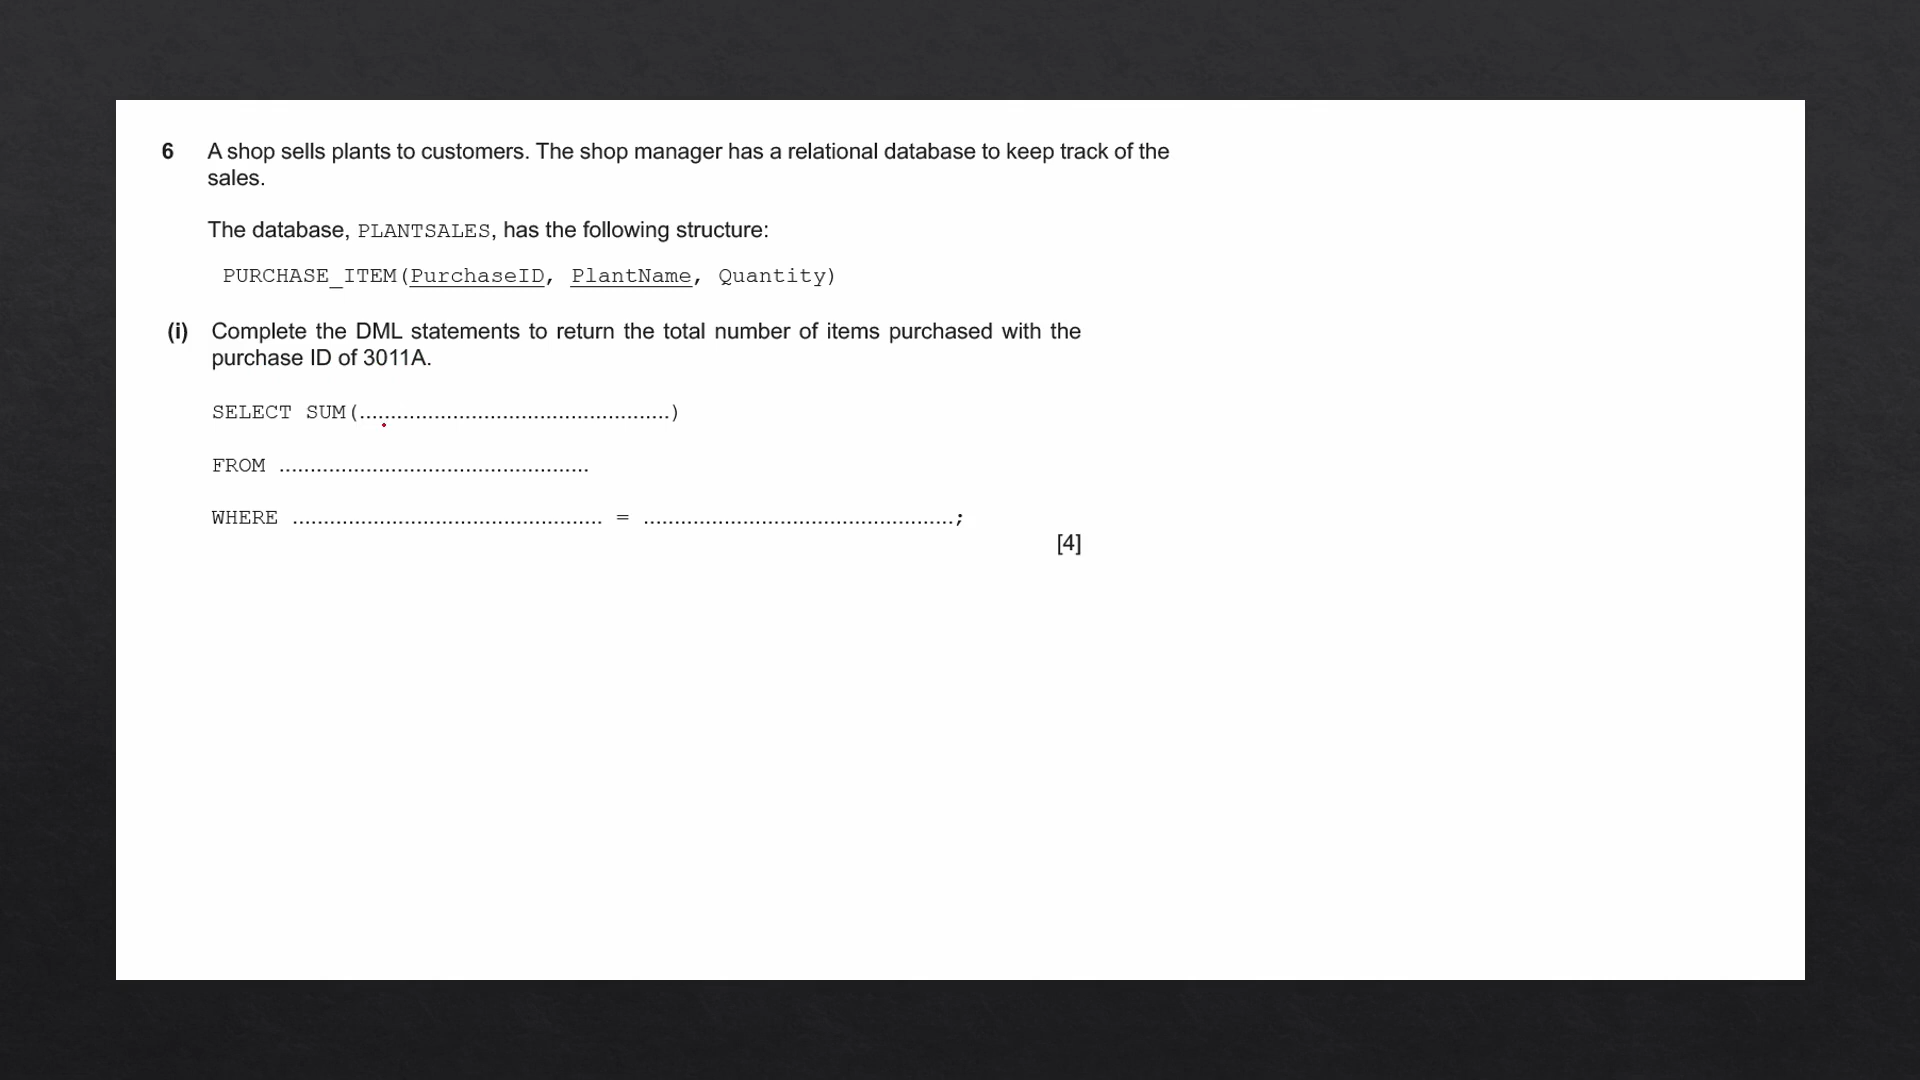 6 A shop sells plants to customers. The shop manager has a relational database to keep track of the
sales.
The database, PLANTSALES, has the following structure:
PURCHASE_ITEM(PurchaseID, PlantName, Quantity)
(i) Complete the DML statements to return the total number of items purchased with the
purchase ID of 3011A.
SELECT SUM(..................................................)
FROM ..................................................
WHERE .................................................. = ..................................................;
[4]